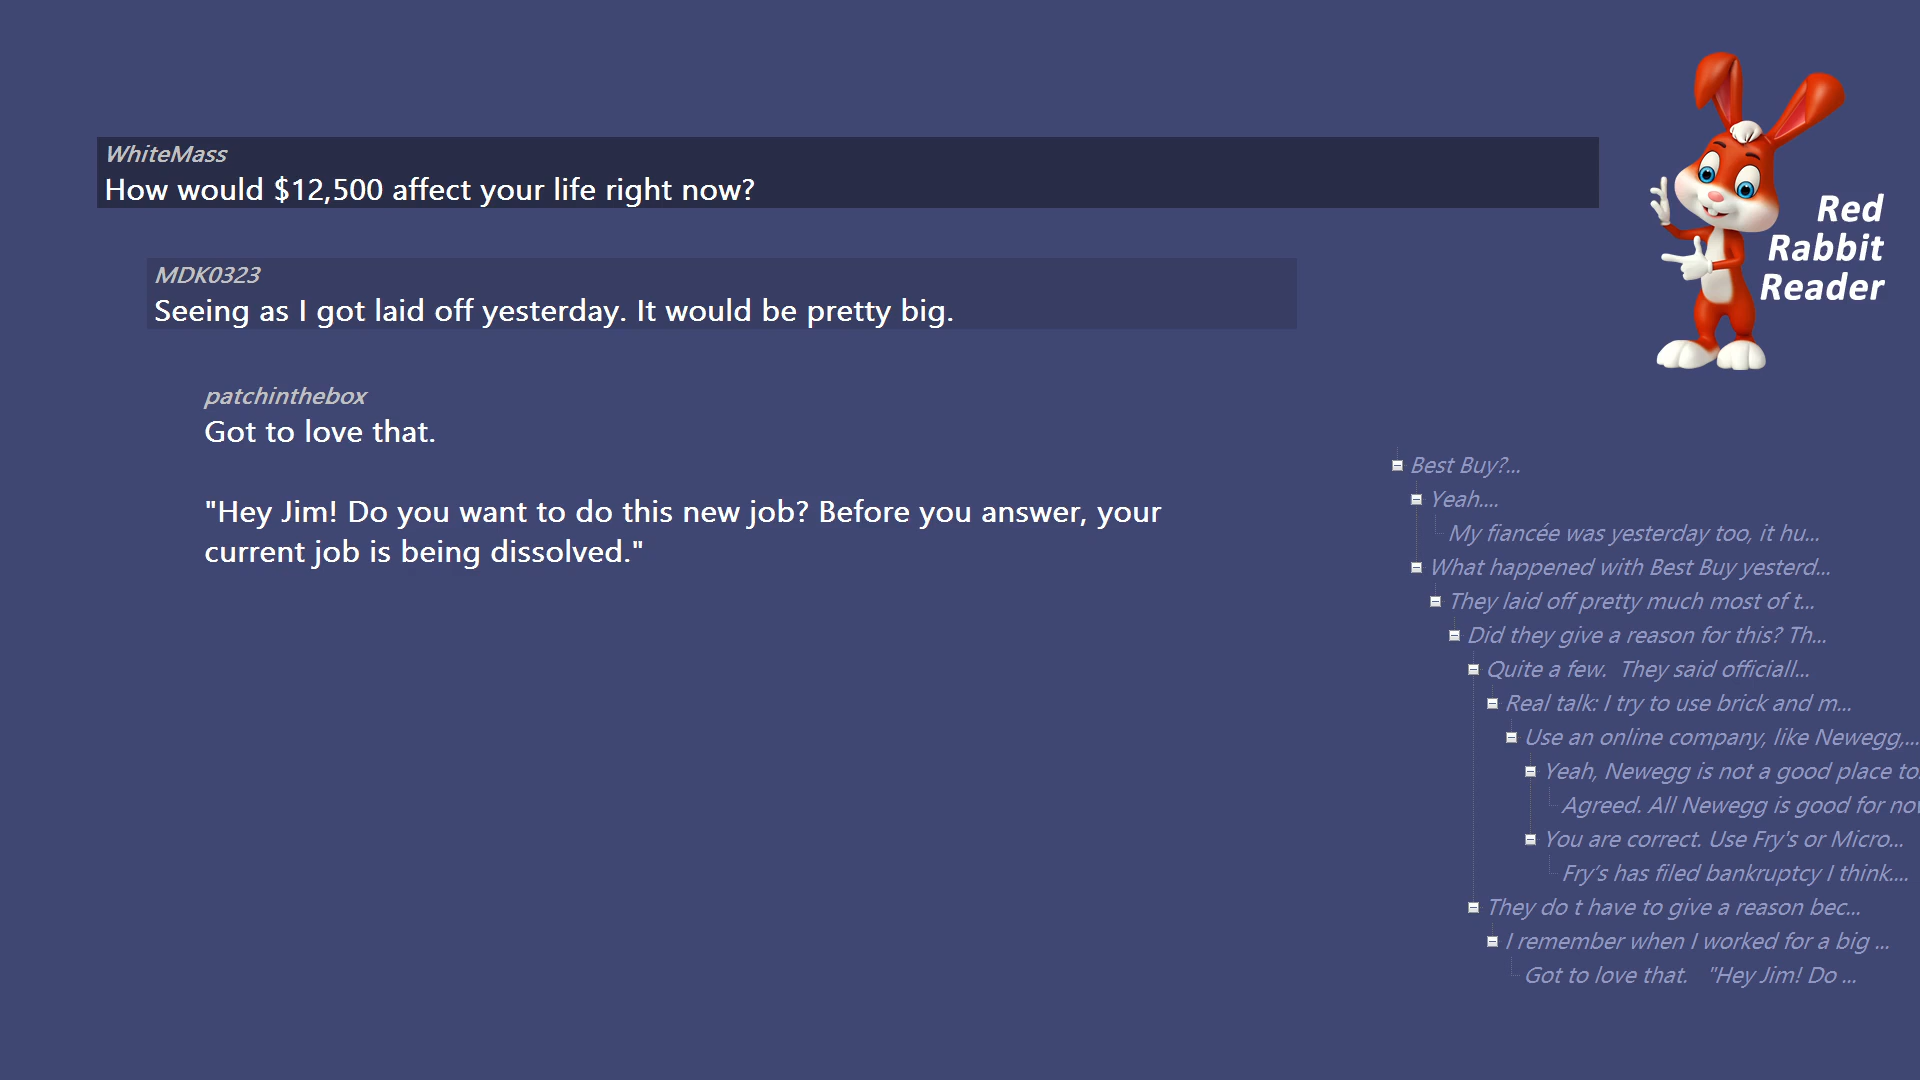 WhiteMass
How would $12,500 affect your life right now?
MDK0323
Seeing as I got laid off yesterday. It would be pretty big.
patchinthebox
Got to love that.
"Hey Jim! Do you want to do this new job? Before you answer, your
current job is being dissolved."
Red
Rabbit
Reader
Best Buy?...
Yeah....
My fiancée was yesterday too, it hu...
What happened with Best Buy yesterd...
They laid off pretty much most of t...
Did they give a reason for this? Th...
Quite a few. They said officiall...
Real talk: I try to use brick and m...
Use an online company, like Newegg,...
Yeah, Newegg is not a good place to
Agreed. All Newegg is good for
You are correct. Use Fry's or Micro...
Fry’s has filed bankruptcy I think....
They do t have to give a reason bec...
I remember when I worked for a big ...
Got to love that. "Hey Jim! Do ...